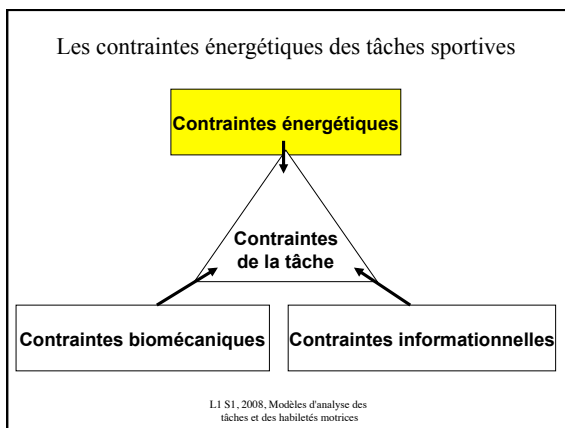 Les contraintes énergétiques des tâches sportives
Contraintes énergétiques
Contraintes
de la tâche
Contraintes biomécaniques
Contraintes informationnelles
L1 S1, 2008, Modèles d'analyse des
tâches et des habiletés motrices